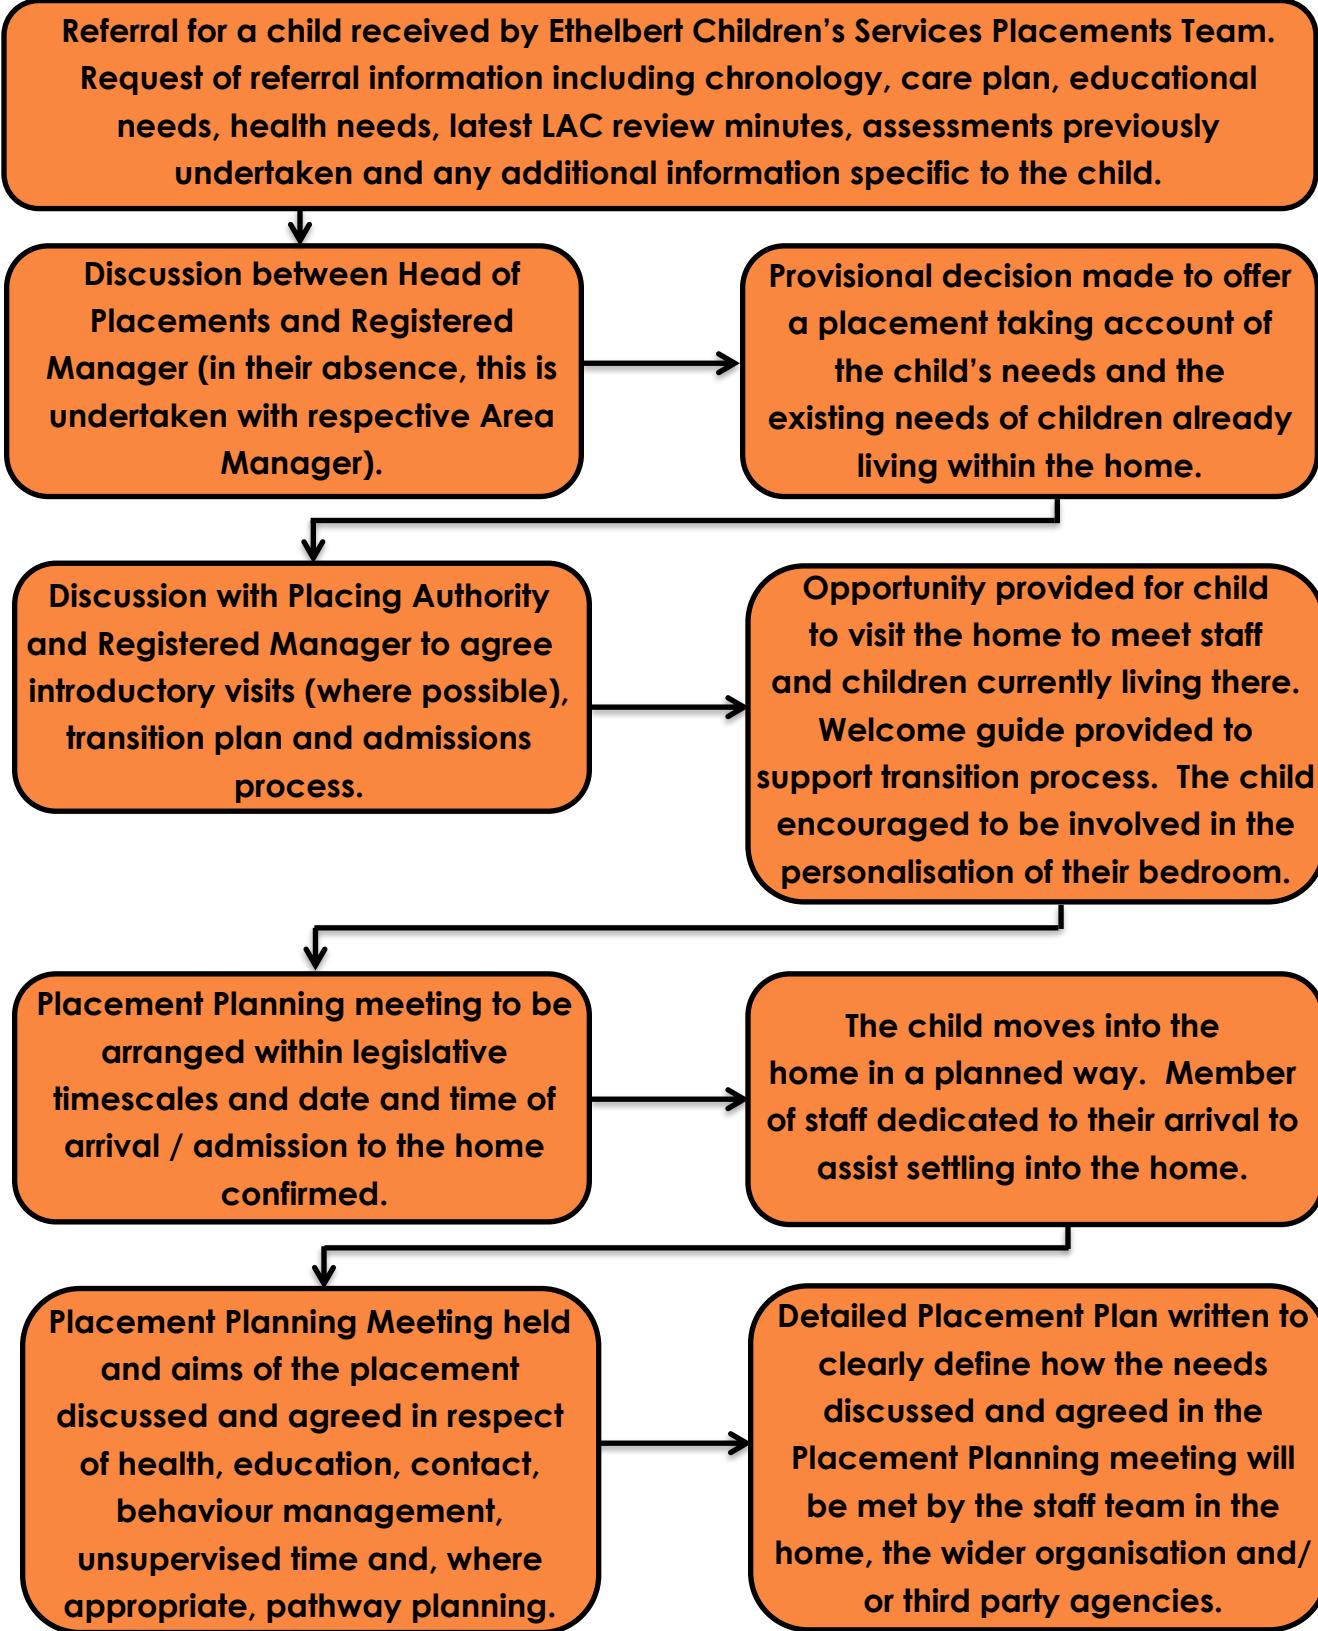 Referral for a child received by Ethelbert Children’s Services Placements Team.
Request of referral information including chronology, care plan, educational
needs, health needs, latest LAC review minutes, assessments previously
undertaken and any additional information specific to the child.
Discussion between Head of
Placements and Registered
Manager (in their absence, this is
undertaken with respective Area
Manager).
Provisional decision made to offer
a placement taking account of
the child’s needs and the
existing needs of children already
living within the home.
Discussion with Placing Authority
and Registered Manager to agree
introductory visits (where possible),
transition plan and admissions
process.
Opportunity provided for child
to visit the home to meet staff
and children currently living there.
Welcome guide provided to
support transition process.  The child
encouraged to be involved in the
personalisation of their bedroom.
Placement Planning meeting to be
arranged within legislative
timescales and date and time of
arrival / admission to the home
confirmed.
The child moves into the
home in a planned way.  Member
of staff dedicated to their arrival to
assist settling into the home.
Placement Planning Meeting held
and aims of the placement
discussed and agreed in respect
of health, education, contact,
behaviour management,
unsupervised time and, where
appropriate, pathway planning.
Detailed Placement Plan written to
clearly define how the needs
discussed and agreed in the
Placement Planning meeting will
be met by the staff team in the
home, the wider organisation and/
or third party agencies.